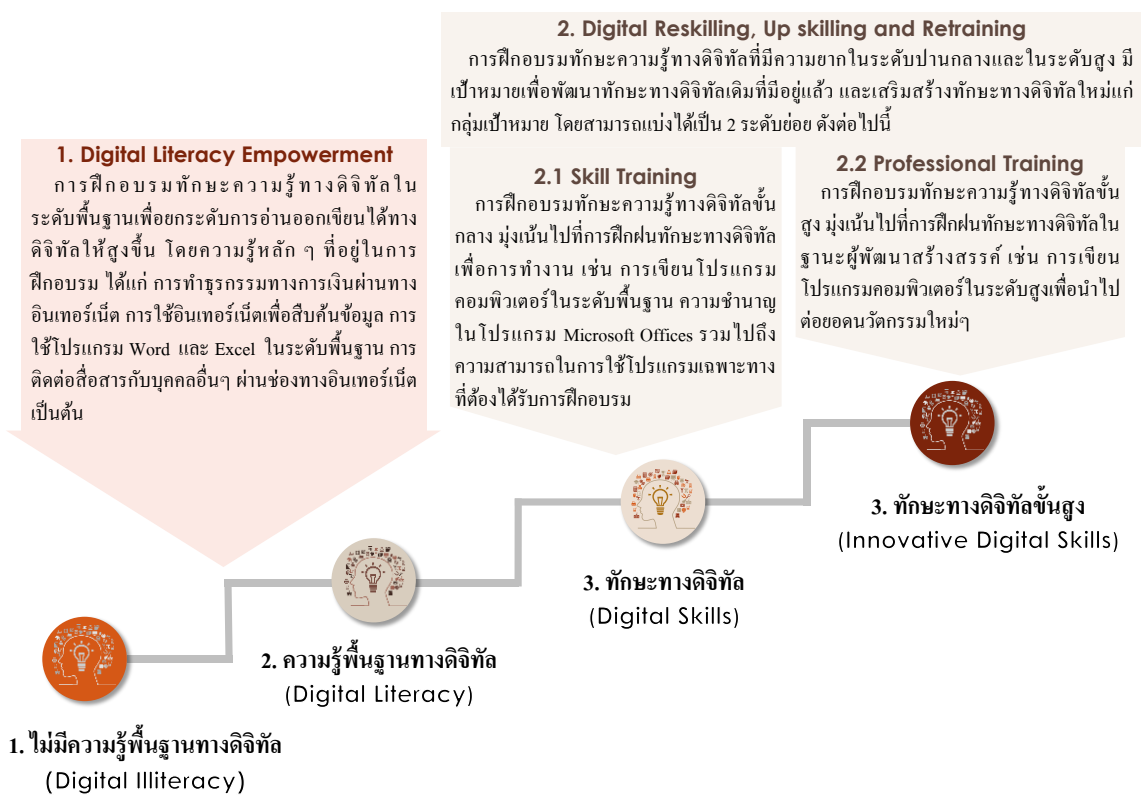 2. Digital Reskilling, Up skilling and Retraining
การฝึกอบรมทักษะความรู้ทางดิจิทัลที่มีความยากในระดับปานกลางและในระดับสูง มี
เป้าหมายเพื่อพัฒนาทักษะทางดิจิทัลเดิมที่มีอยู่แล้ว และเสริมสร้างทักษะทางดิจิทัลใหม่แก่
กลุ่มเป้าหมาย โดยสามารถแบ่งได้เป็น 2 ระดับย่อย ดังต่อไปนี้
1. Digital Literacy Empowerment
การฝึกอบรมทักษะความรู้ทางดิจิทัลใน
ระดับพื้นฐานเพื่อยกระดับการอ่านออกเขียนได้ทาง
ดิจิทัลให้สูงขึ้น โดยความรู้หลัก ๆ ที่อยู่ในการ
ฝึกอบรม ได้แก่ การทำธุรกรรมทางการเงินผ่านทาง
อินเทอร์เน็ต การใช้อินเทอร์เน็ตเพื่อสืบค้นข้อมูล การ
ใช้โปรแกรม Word และ Excel ในระดับพื้นฐาน การ
ติดต่อสื่อสารกับบุคคลอื่นๆ ผ่านช่องทางอินเทอร์เน็ต
เป็นต้น
2.1 Skill Training
การฝึกอบรมทักษะความรู้ทางดิจิทัลขั้น
กลาง มุ่งเน้นไปที่การฝึกฝนทักษะทางดิจิทัล
เพื่อการทำงาน เช่น การเขียนโปรแกรม
คอมพิวเตอร์ในระดับพื้นฐาน ความชำนาญ
ในโปรแกรม Microsoft Offices รวมไปถึง
ความสามารถในการใช้โปรแกรมเฉพาะทาง
ที่ต้องได้รับการฝึกอบรม
2.2 Professional Training
การฝึกอบรมทักษะความรู้ทางดิจิทัลขั้น
สูง มุ่งเน้นไปที่การฝึกฝนทักษะทางดิจิทัลใน
ฐานะผู้พัฒนาสร้างสรรค์ เช่น การเขียน
โปรแกรมคอมพิวเตอร์ในระดับสูงเพื่อนำไป
ต่อยอดนวัตกรรมใหม่ๆ
3. ทักษะทางดิจิทัลขั้นสูง
(Innovative Digital Skills)
3. ทักษะทางดิจิทัล
(Digital Skills)
2. ความรู้พื้นฐานทางดิจิทัล
(Digital Literacy)
1. ไม่มีความรู้พื้นฐานทางดิจิทัล
(Digital Illiteracy)